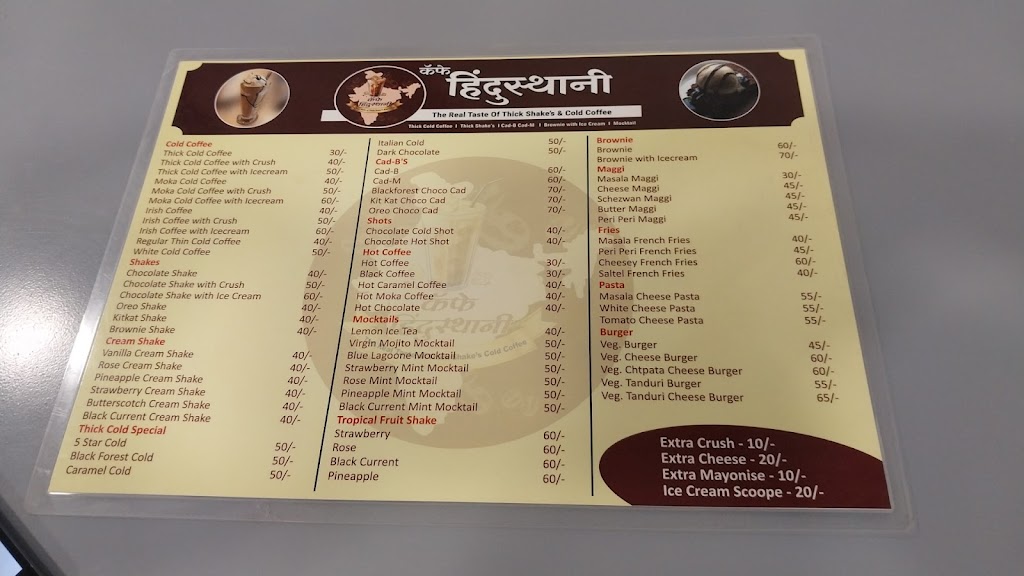 कॅफे
हिंदुस्थानी
कॅफे
हिंदुस्थानी
The Real Taste Of Thick Shake's & Cold Coffee
Thick Cold Coffee I Thick Shake's I Cad-B Cad-M I Brownie with Ice Cream I Mocktail
Cold Coffee
Thick Cold Coffee 30/-
Thick Cold Coffee with Crush 40/-
Thick Cold Coffee with Icecream 50/-
Moka Cold Coffee 40/-
Moka Cold Coffee with Crush 50/-
Moka Cold Coffee with Icecream 60/-
Irish Coffee 40/-
Irish Coffee with Crush 50/-
Irish Coffee with Icecream 60/-
Regular Thin Cold Coffee 40/-
White Cold Coffee 50/-
Shakes
Chocolate Shake 40/-
Chocolate Shake with Crush 50/-
Chocolate Shake with Ice Cream 60/-
Oreo Shake 40/-
Kitkat Shake 40/-
Brownie Shake 40/-
Cream Shake
Vanilla Cream Shake 40/-
Rose Cream Shake 40/-
Pineapple Cream Shake 40/-
Strawberry Cream Shake 40/-
Butterscotch Cream Shake 40/-
Black Current Cream Shake 40/-
Thick Cold Special
5 Star Cold 50/-
Black Forest Cold 50/-
Caramel Cold 50/-
Italian Cold 50/-
Dark Chocolate 50/-
Cad-B'S
Cad-B 60/-
Cad-M 60/-
Blackforest Choco Cad 70/-
Kit Kat Choco Cad 70/-
Oreo Choco Cad 70/-
Shots
Chocolate Cold Shot 40/-
Chocolate Hot Shot 40/-
Hot Coffee
Hot Coffee 30/-
Black Coffee 30/-
Hot Caramel Coffee 40/-
Hot Moka Coffee 40/-
Hot Chocolate 40/-
Mocktails
Lemon Ice Tea 40/-
Virgin Mojito Mocktail 50/-
Blue Lagoone Mocktail 50/-
Strawberry Mint Mocktail 50/-
Rose Mint Mocktail 50/-
Pineapple Mint Mocktail 50/-
Black Current Mint Mocktail 50/-
Tropical Fruit Shake
Strawberry 60/-
Rose 60/-
Black Current 60/-
Pineapple 60/-
कॅफे
हिंदुस्थानी
Shake's Cold Coffee
Brownie
Brownie 60/-
Brownie with Icecream 70/-
Maggi
Masala Maggi 30/-
Cheese Maggi 45/-
Schezwan Maggi 45/-
Butter Maggi 45/-
Peri Peri Maggi 45/-
Fries
Masala French Fries 40/-
Peri Peri French Fries 45/-
Cheesey French Fries 60/-
Saltel French Fries 40/-
Pasta
Masala Cheese Pasta 55/-
White Cheese Pasta 55/-
Tomato Cheese Pasta 55/-
Burger
Veg. Burger 45/-
Veg. Cheese Burger 60/-
Veg. Chtpata Cheese Burger 60/-
Veg. Tanduri Burger 55/-
Veg. Tanduri Cheese Burger 65/-
Extra Crush - 10/-
Extra Cheese - 20/-
Extra Mayonise - 10/-
Ice Cream Scoope - 20/-